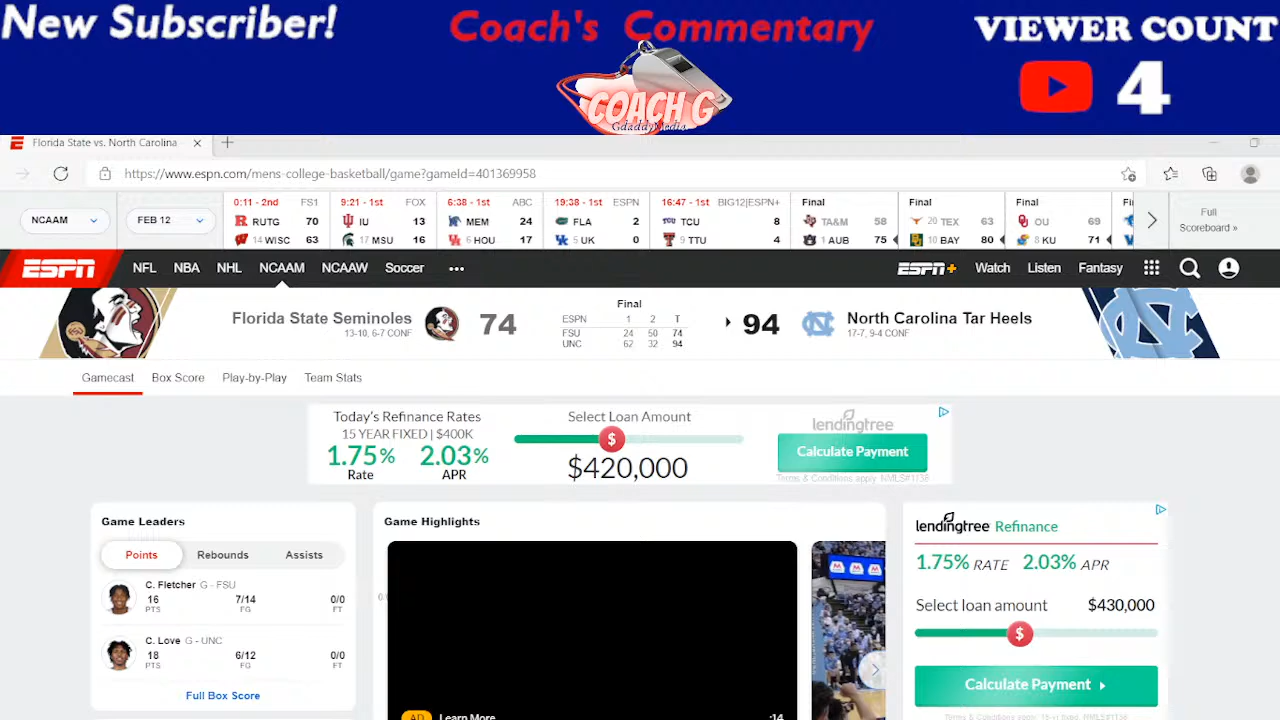 New Subscriber!
Coach's Commentary
VIEWER COUNT
COACH G
GdaddyMedia
4
Florida State vs. North Carolina
https://www.espn.com/mens-college-basketball/game?gameId=401369958
NCAAM
FEB 12
0:11 - 2nd FS1
RUTG 70
14 WISC 63
9:21 - 1st FOX
IU 13
17 MSU 16
6:38 - 1st ABC
MEM 24
6 HOU 17
19:38 - 1st ESPN
FLA 2
5 UK 0
16:47 - 1st BIG12|ESPN+
TCU TCU 8
9 TTU 4
Final
TA&M 58
1 AUB 75
Final
20 TEX 63
10 BAY 80
Final
OU 69
8 KU 71
Full
Scoreboard »
ESPN NFL NBA NHL NCAAM NCAAW Soccer ••• ESPN+ Watch Listen Fantasy
Florida State Seminoles
13-10, 6-7 CONF
74
Final
ESPN 1 2 T
FSU 24 50 74
UNC 62 32 94
94
North Carolina Tar Heels
17-7, 9-4 CONF
Gamecast Box Score Play-by-Play Team Stats
Today's Refinance Rates
15 YEAR FIXED | $400K
1.75% 2.03%
Rate APR
Select Loan Amount
$
$420,000
lendingtree
Calculate Payment
Terms & Conditions apply. NMLS#1136
Game Leaders
Points Rebounds Assists
C. Fletcher G - FSU
16 7/14 0/0
PTS FG FT
C. Love G - UNC
18 6/12 0/0
PTS FG FT
Full Box Score
Game Highlights
AD Learn More :14
lendingtree Refinance
1.75% RATE 2.03% APR
Select loan amount $430,000
$
Calculate Payment